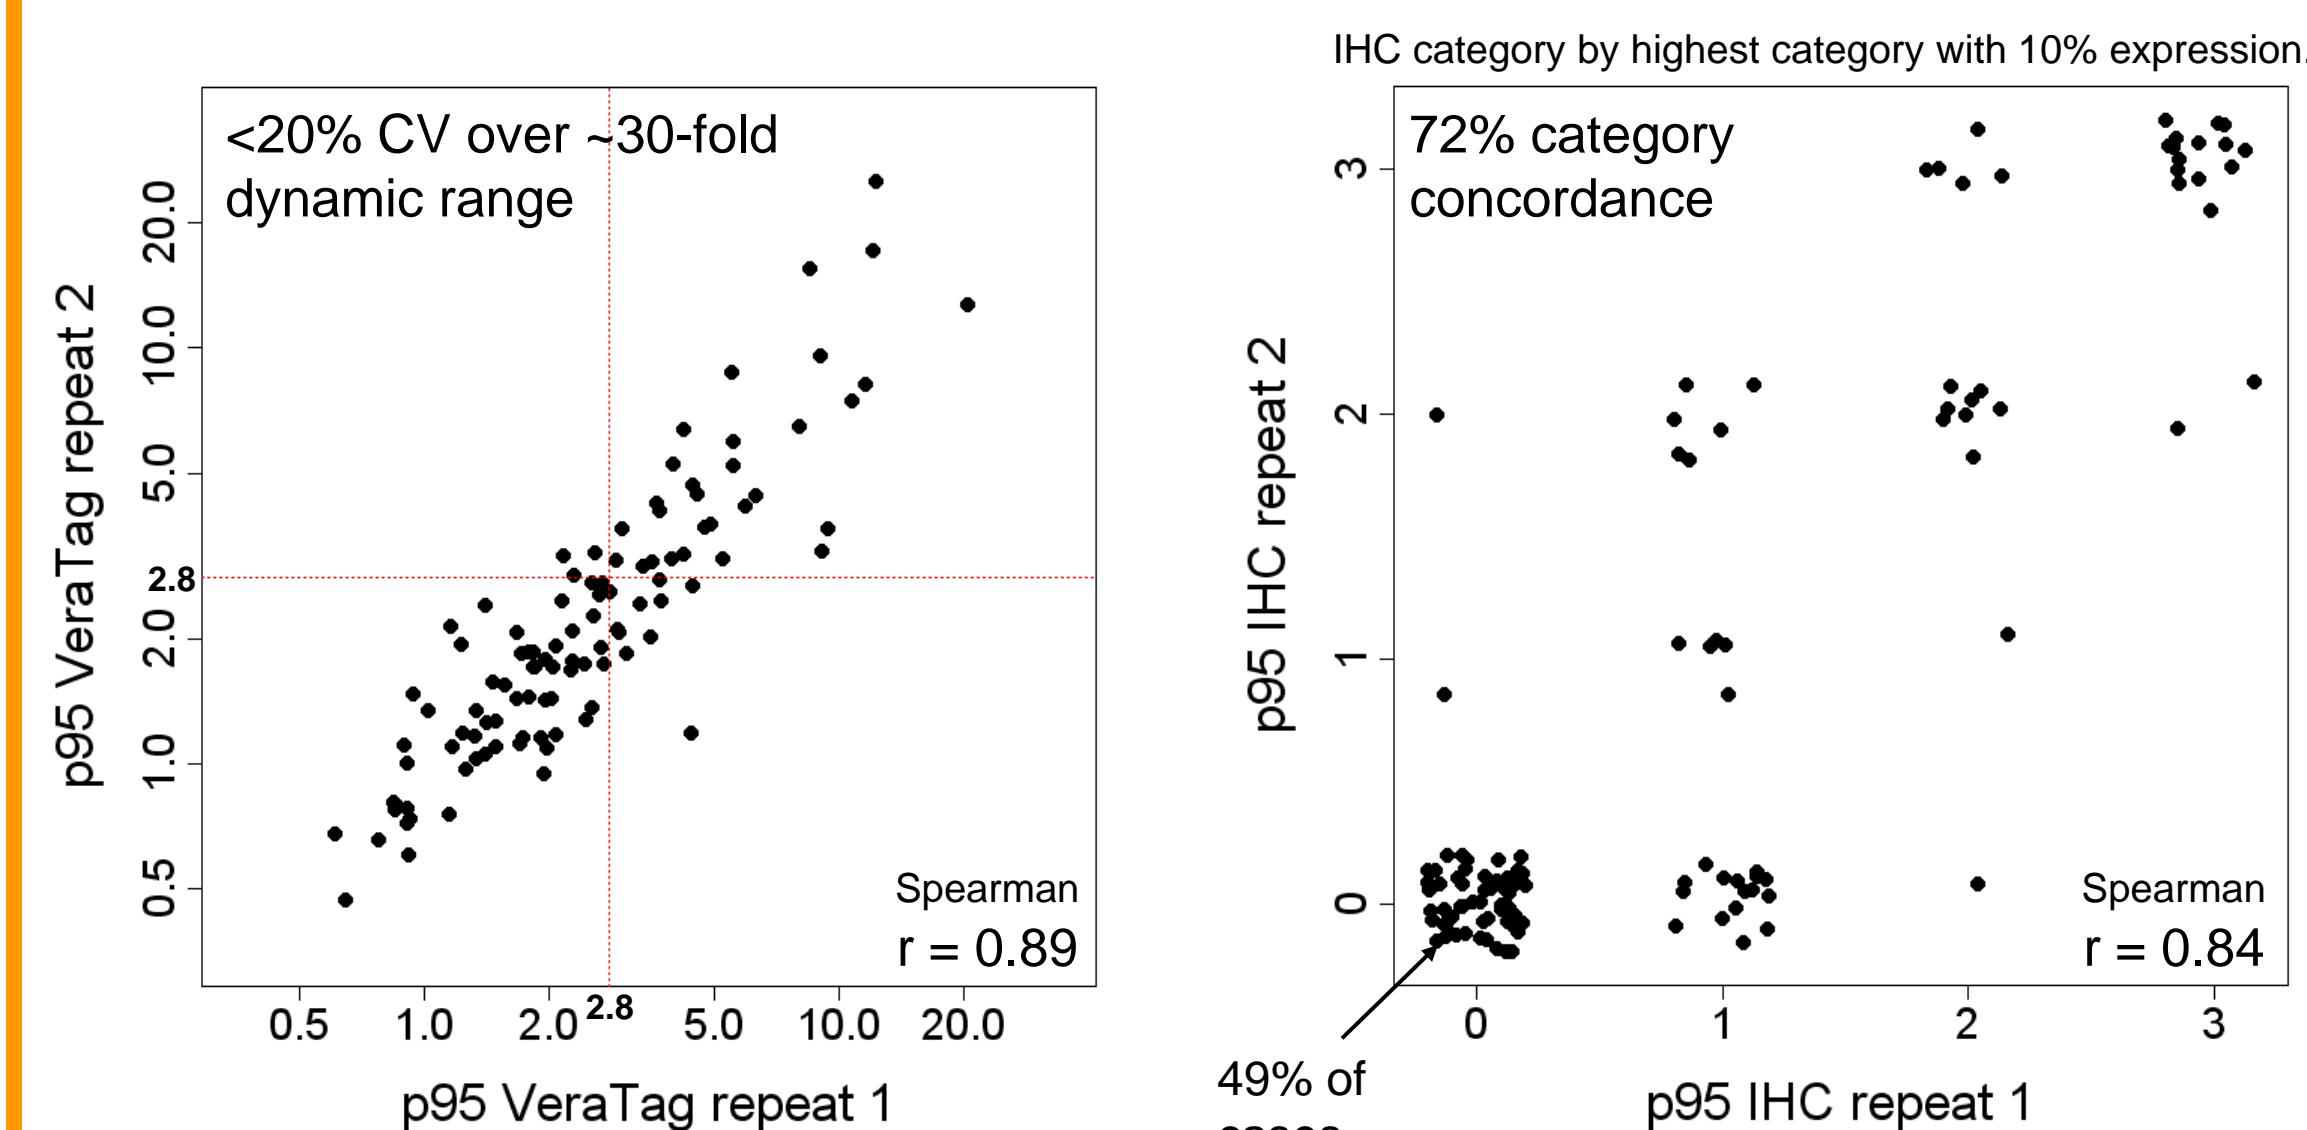 IHC category by highest category with 10% expression.
<20% CV over ~30-fold
dynamic range
p95 VeraTag repeat 2
20.0
10.0
5.0
2.8
2.0
1.0
0.5
Spearman
r = 0.89
0.5
1.0
2.0
2.8
5.0
10.0
20.0
p95 VeraTag repeat 1
72% category
concordance
p95 IHC repeat 2
3
2
1
0
Spearman
r = 0.84
0
1
2
3
49% of
p95 IHC repeat 1